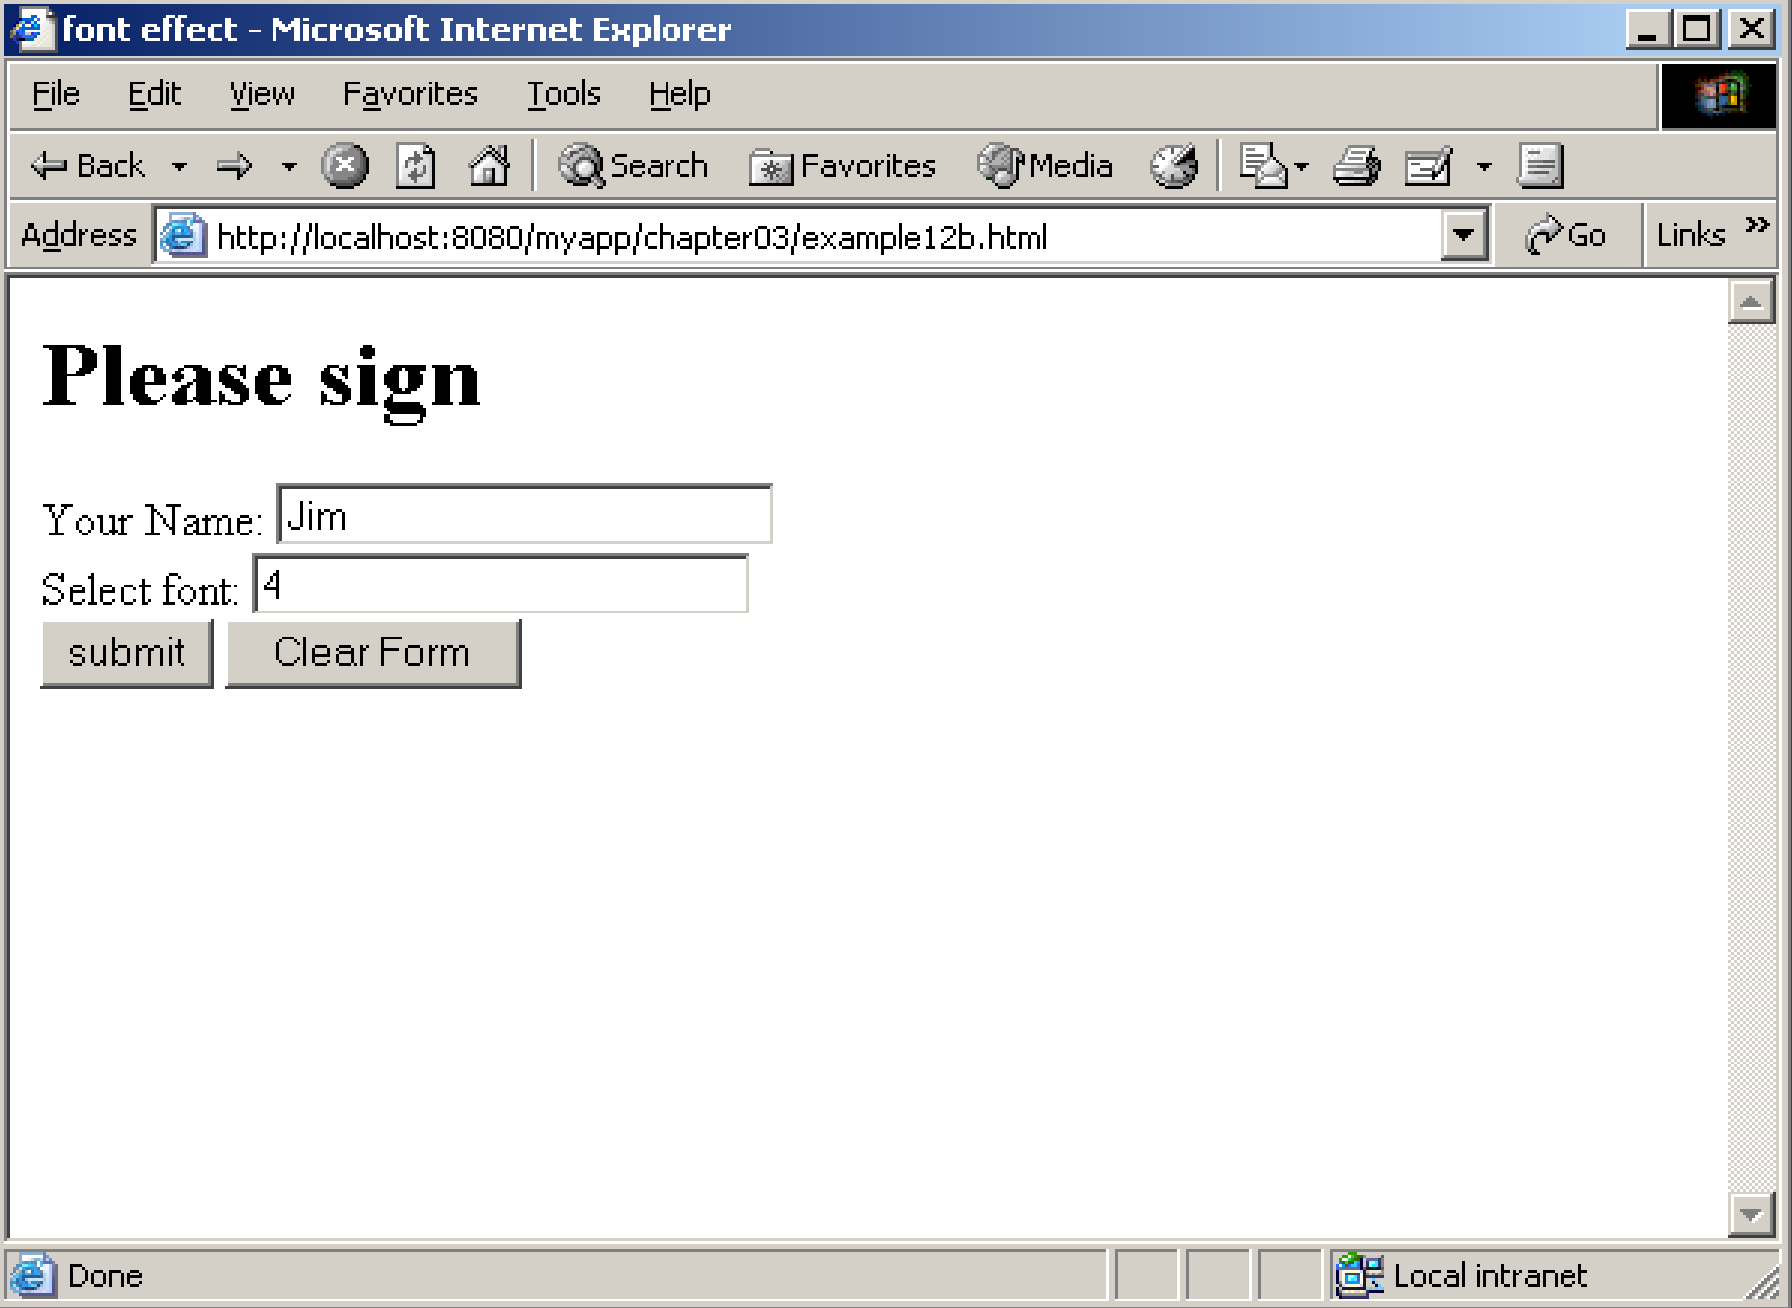 font effect - Microsoft Internet Explorer
File Edit View Favorites Tools Help
Back Search Favorites Media
Address http://localhost:8080/myapp/chapter03/example12b.html Go Links »
Please sign
Your Name: Jim
Select font: 4
submit Clear Form
Done Local intranet